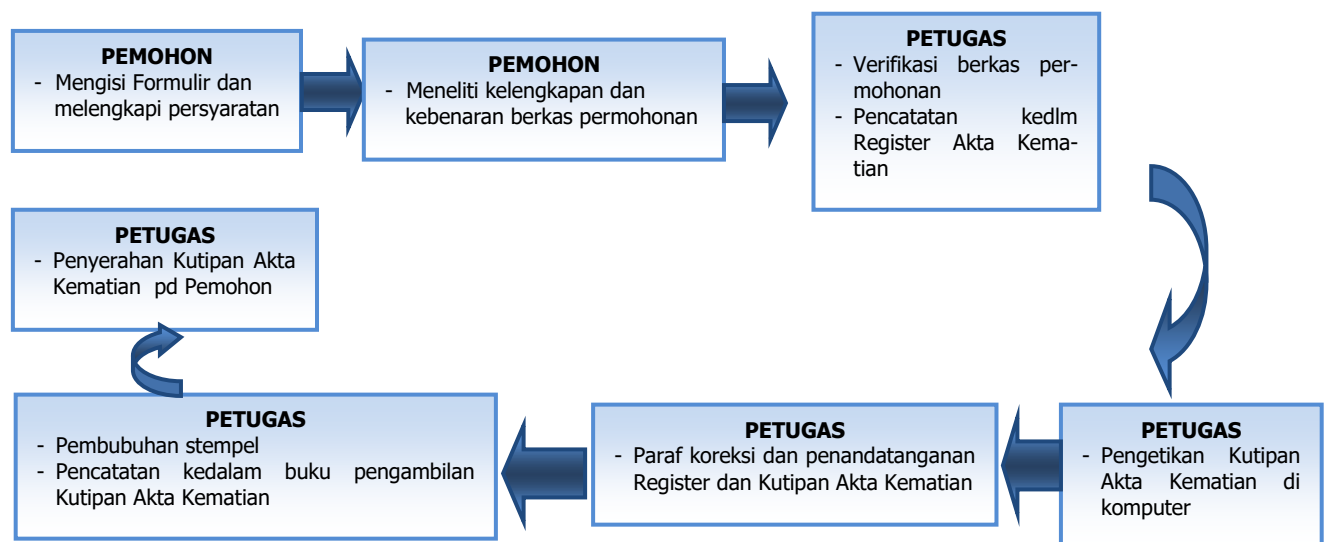 PEMOHON
- Mengisi Formulir dan
melengkapi persyaratan
PEMOHON
- Meneliti kelengkapan dan
kebenaran berkas permohonan
PETUGAS
- Verifikasi berkas per-
mohonan
- Pencatatan kedlm
Register Akta Kema-
tian
PETUGAS
- Pengetikan Kutipan
Akta Kematian di
komputer
PETUGAS
- Paraf koreksi dan penandatanganan
Register dan Kutipan Akta Kematian
PETUGAS
- Pembubuhan stempel
- Pencatatan kedalam buku pengambilan
Kutipan Akta Kematian
PETUGAS
- Penyerahan Kutipan Akta
Kematian pd Pemohon